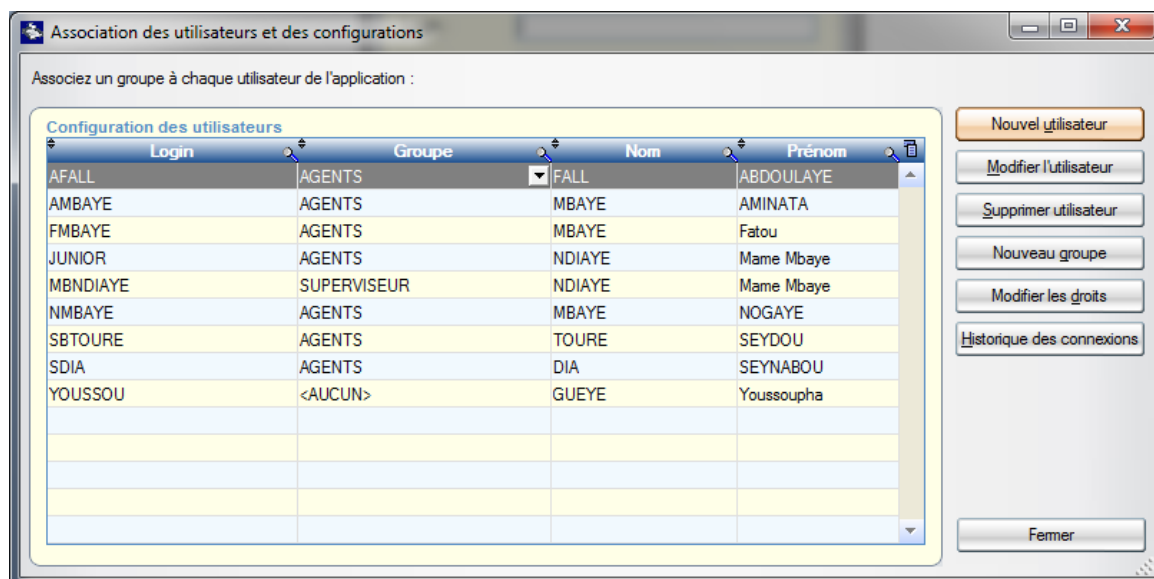 Association des utilisateurs et des configurations
Associez un groupe à chaque utilisateur de l'application :
Configuration des utilisateurs
Login Groupe Nom Prénom
AFALL AGENTS FALL ABDOULAYE
AMBAYE AGENTS MBAYE AMINATA
FMBAYE AGENTS MBAYE Fatou
JUNIOR AGENTS NDIAYE Mame Mbaye
MBNDIAYE SUPERVISEUR NDIAYE Mame Mbaye
NMBAYE AGENTS MBAYE NOGAYE
SBTOURE AGENTS TOURE SEYDOU
SDIA AGENTS DIA SEYNABOU
YOUSSOU <AUCUN> GUEYE Youssoupha
Nouvel utilisateur
Modifier l'utilisateur
Supprimer utilisateur
Nouveau groupe
Modifier les droits
Historique des connexions
Fermer